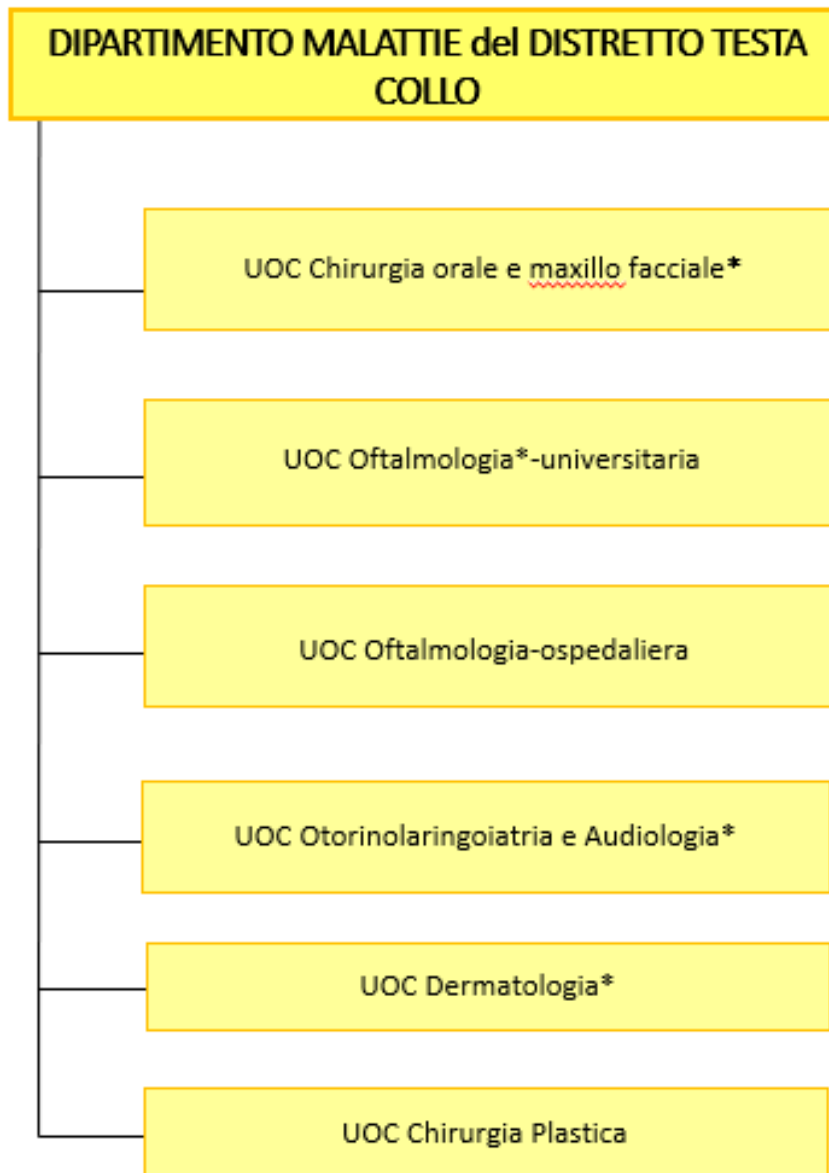 DIPARTIMENTO MALATTIE del DISTRETTO TESTA
COLLO
UOC Chirurgia orale e maxillo facciale*
UOC Oftalmologia*-universitaria
UOC Oftalmologia-ospedaliera
UOC Otorinolaringoiatria e Audiologia*
UOC Dermatologia*
UOC Chirurgia Plastica